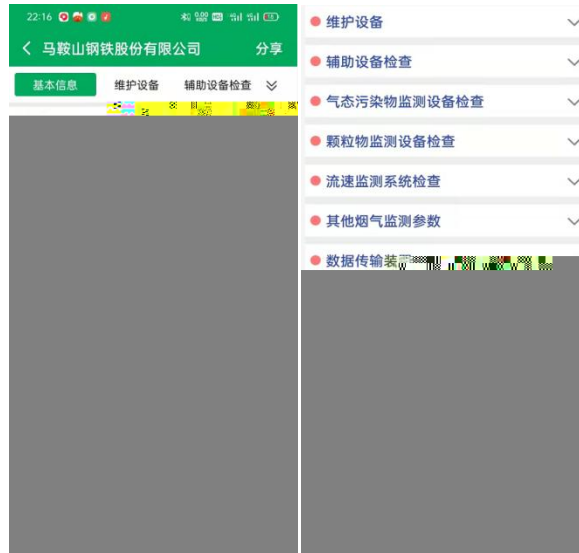 22:16
马鞍山钢铁股份有限公司 分享
基本信息 维护设备 辅助设备检查
维护设备
辅助设备检查
气态污染物监测设备检查
颗粒物监测设备检查
流速监测系统检查
其他烟气监测参数
数据传输装